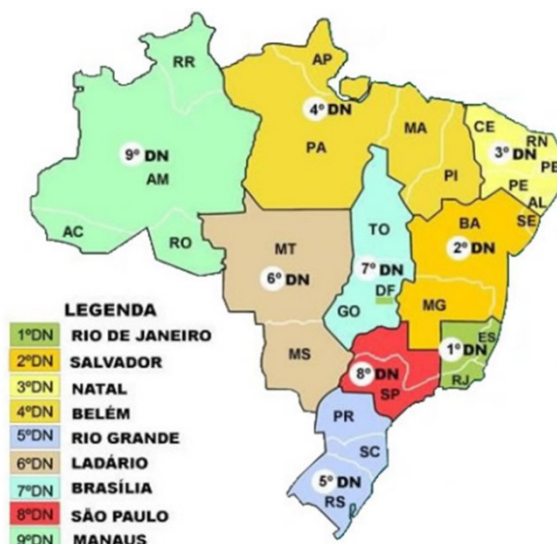 RR
AP
4º DN
PA
MA
PI
CE
RN
3º DN
PB
PE
AL
SE
9º DN
AM
AC
RO
MT
6º DN
MS
TO
7º DN
DF
GO
BA
2º DN
MG
ES
1º DN
RJ
8º DN
SP
PR
SC
5º DN
RS
LEGENDA
1ºDN RIO DE JANEIRO
2ºDN SALVADOR
3ºDN NATAL
4ºDN BELÉM
5ºDN RIO GRANDE
6ºDN LADÁRIO
7ºDN BRASÍLIA
8ºDN SÃO PAULO
9ºDN MANAUS